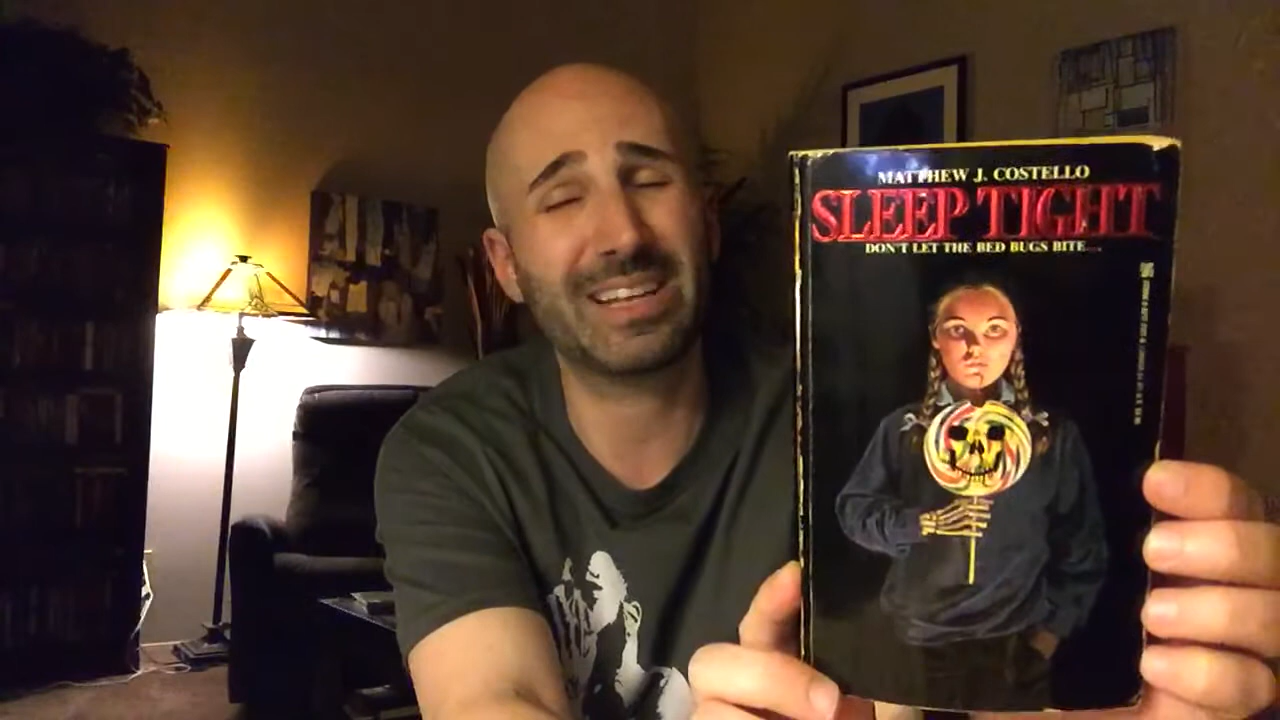 MATTHEW J. COSTELLO
SLEEP TIGHT
DON'T LET THE BED BUGS BITE...